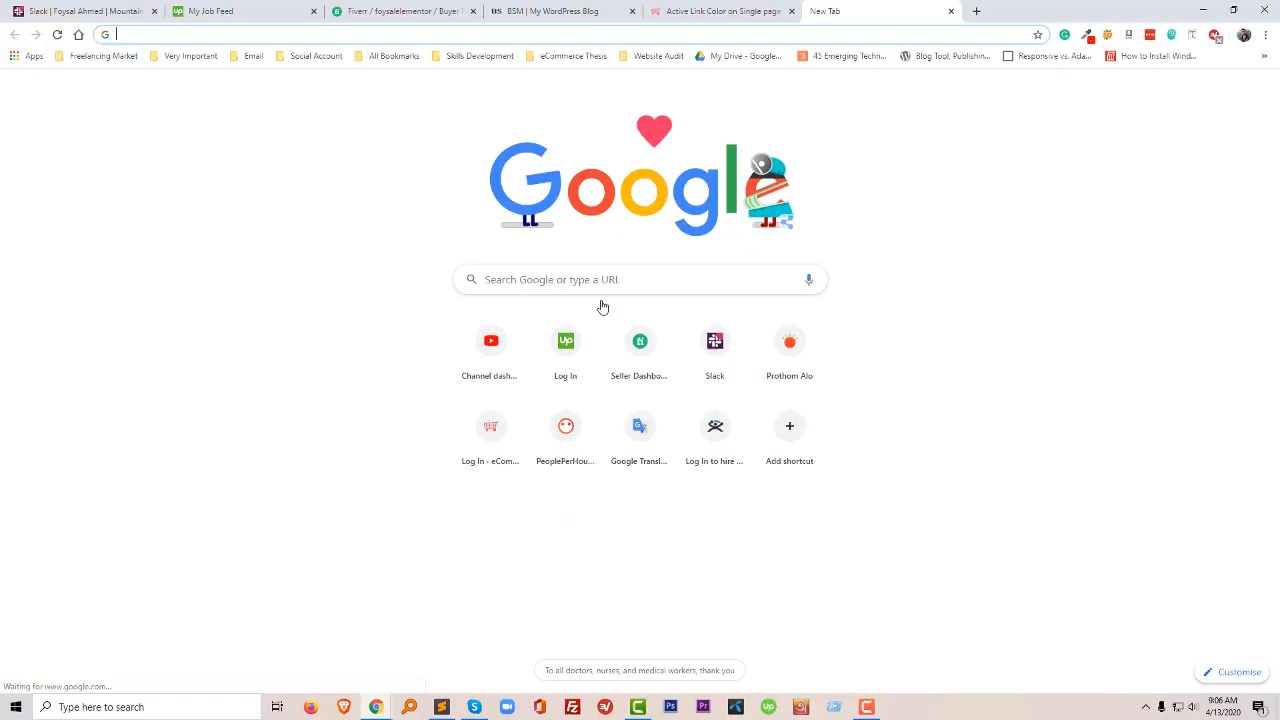 Slack | Foysal Ahmed | Mountain
My Job Feed
Fiverr / foysalelementor / Buyer
BSM | My WordPress Blog
Active Link Color on Single page
New Tab
Apps
Freelancer Market
Very Important
Email
Social Account
All Bookmarks
Skills Development
eCommerce Thesis
Website Audit
My Drive - Google...
45 Emerging Techn...
Blog Tool, Publishin...
Responsive vs. Ada...
How to Install Wind...
Google
Search Google or type a URL
Channel dash...
Log In
Seller Dashbo...
Slack
Prothom Alo
Log In ‹ eCom...
PeoplePerHou...
Google Transl...
Log In to hire ...
Add shortcut
To all doctors, nurses, and medical workers, thank you
Customise
Waiting for www.google.com...
Type here to search
9:06 AM
4/13/2020